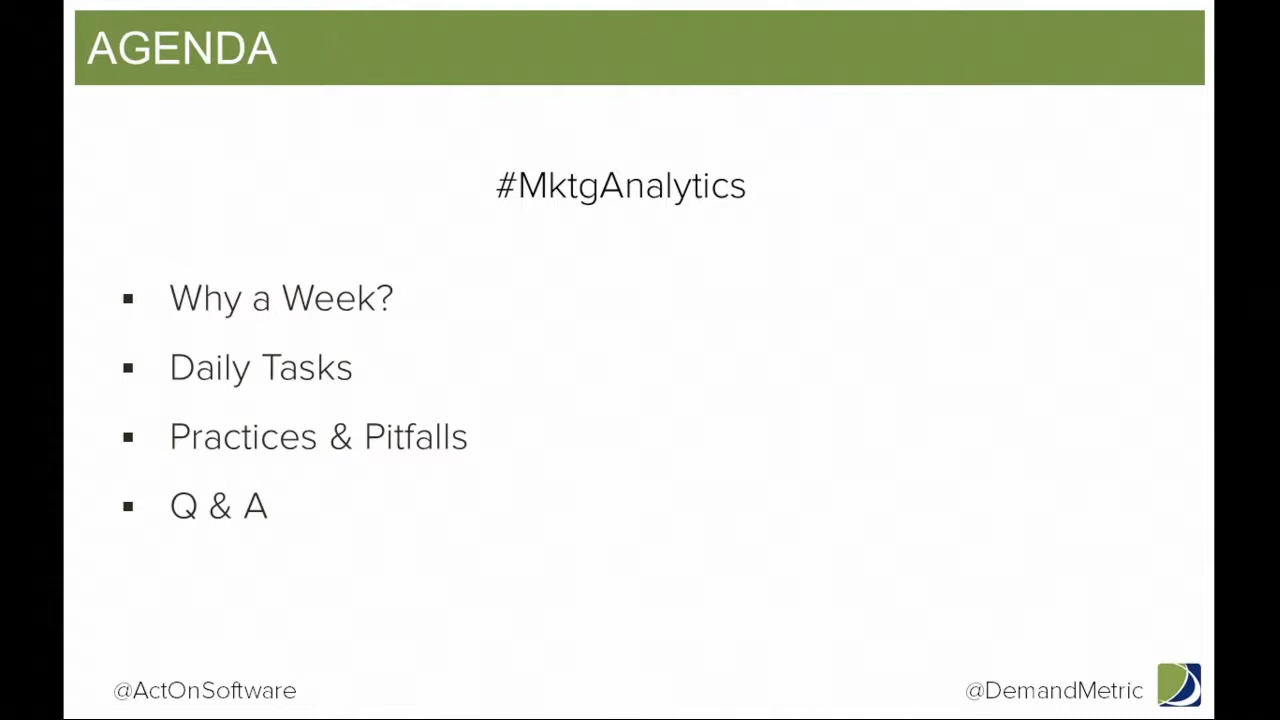 AGENDA
#MktgAnalytics
▪ Why a Week?
▪ Daily Tasks
▪ Practices & Pitfalls
▪ Q & A
@ActOnSoftware
@DemandMetric